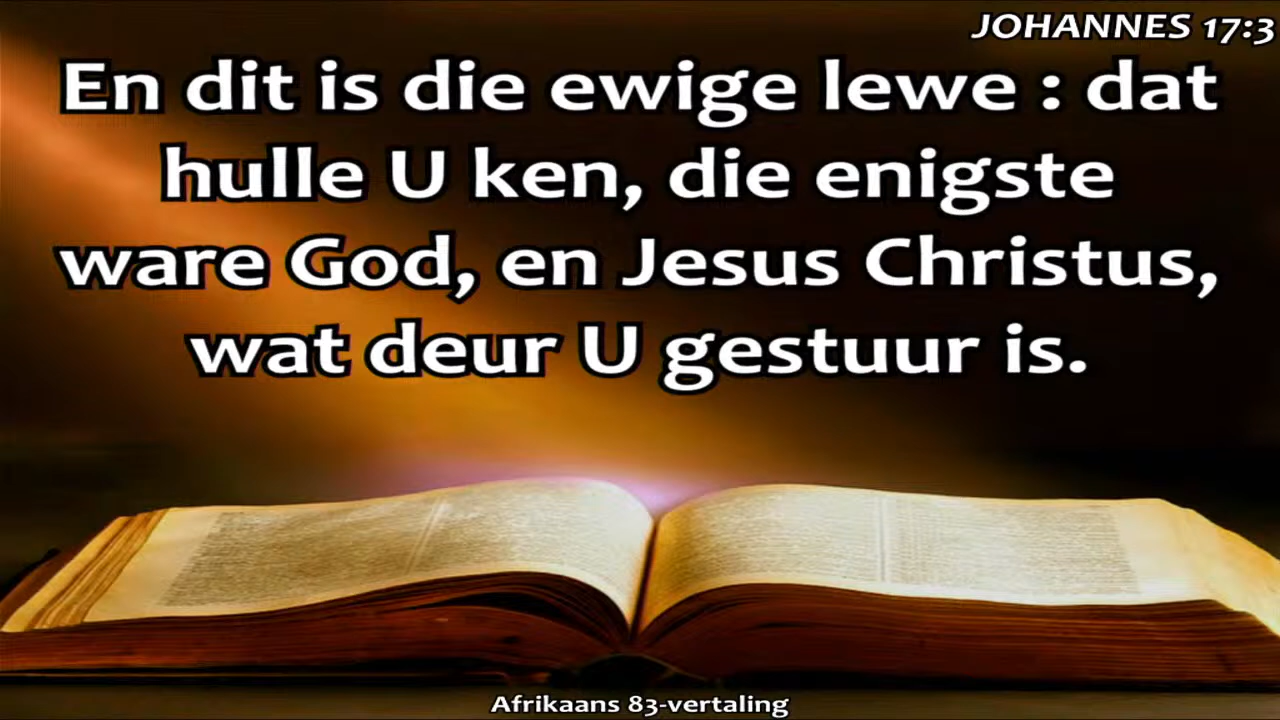 JOHANNES 17:3
En dit is die ewige lewe : dat
hulle U ken, die enigste
ware God, en Jesus Christus,
wat deur U gestuur is.
Afrikaans 83-vertaling